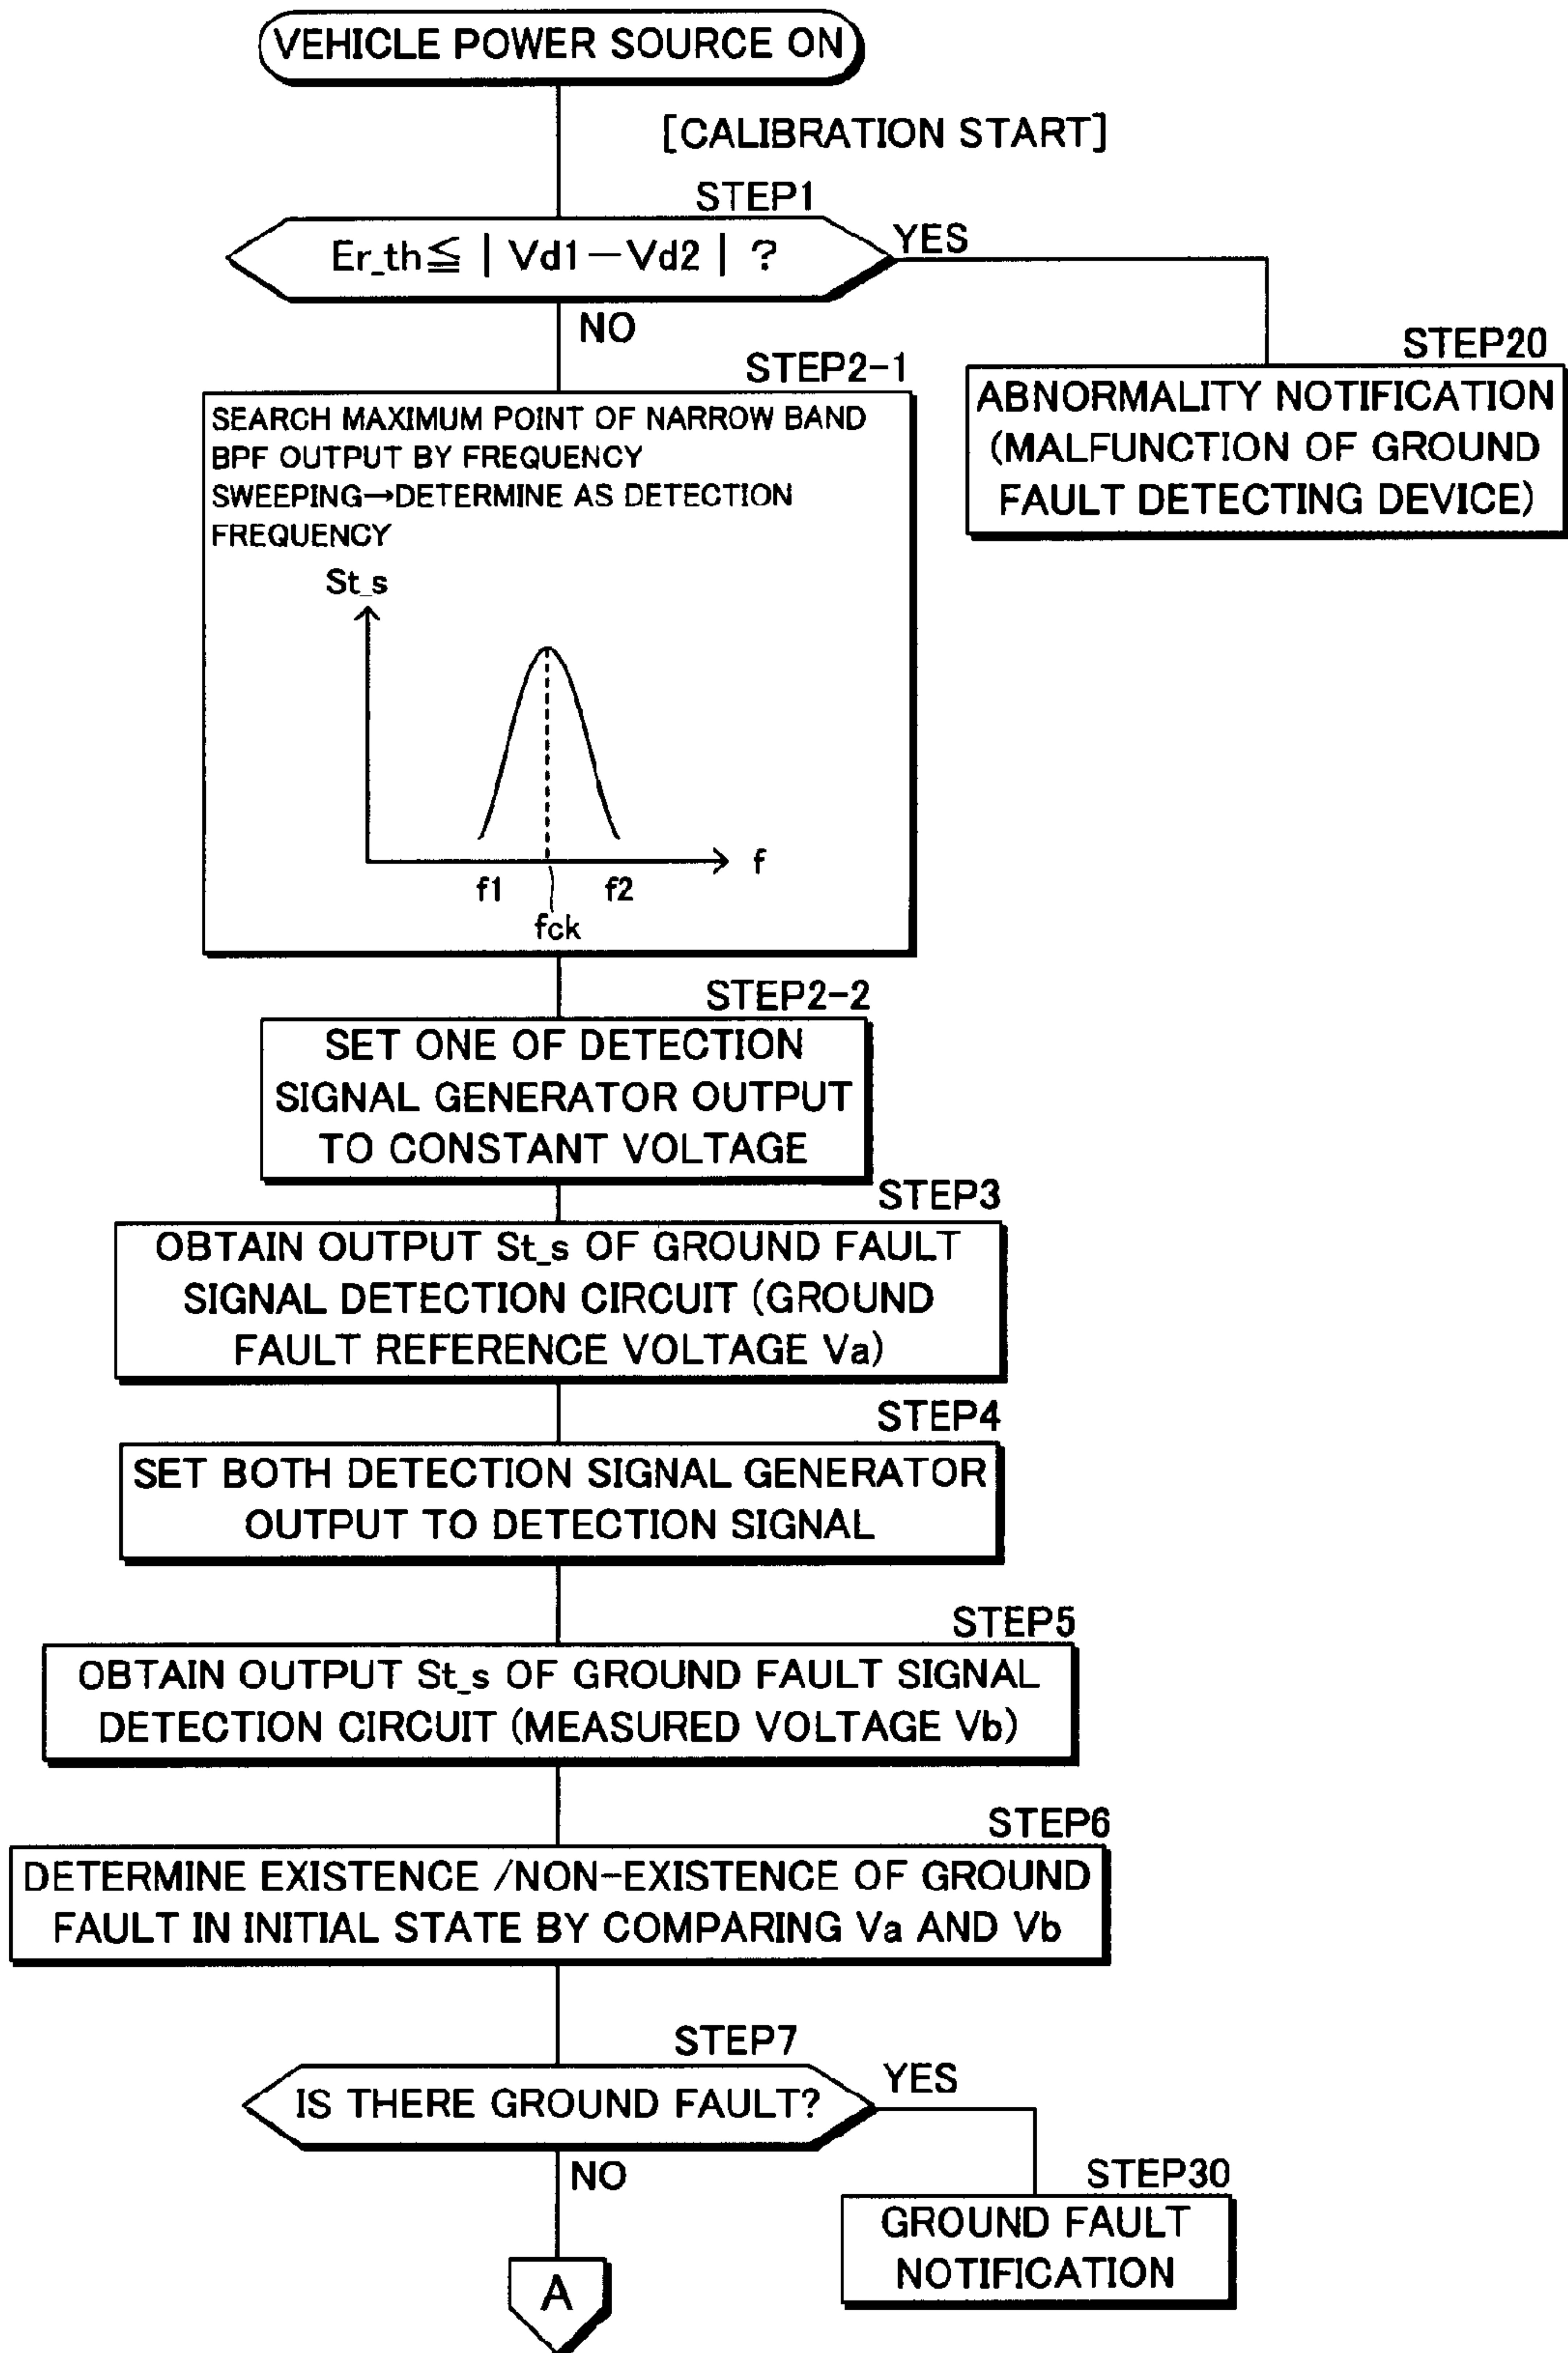 VEHICLE POWER SOURCE ON
[CALIBRATION START]
STEP1
Er_th≦ | Vd1−Vd2 | ?
YES
NO
STEP20
ABNORMALITY NOTIFICATION
(MALFUNCTION OF GROUND
FAULT DETECTING DEVICE)
STEP2-1
SEARCH MAXIMUM POINT OF NARROW BAND
BPF OUTPUT BY FREQUENCY
SWEEPING→DETERMINE AS DETECTION
FREQUENCY
St_s
f
f1
f2
fck
STEP2-2
SET ONE OF DETECTION
SIGNAL GENERATOR OUTPUT
TO CONSTANT VOLTAGE
STEP3
OBTAIN OUTPUT St_s OF GROUND FAULT
SIGNAL DETECTION CIRCUIT (GROUND
FAULT REFERENCE VOLTAGE Va)
STEP4
SET BOTH DETECTION SIGNAL GENERATOR
OUTPUT TO DETECTION SIGNAL
STEP5
OBTAIN OUTPUT St_s OF GROUND FAULT SIGNAL
DETECTION CIRCUIT (MEASURED VOLTAGE Vb)
STEP6
DETERMINE EXISTENCE /NON-EXISTENCE OF GROUND
FAULT IN INITIAL STATE BY COMPARING Va AND Vb
STEP7
IS THERE GROUND FAULT?
YES
NO
STEP30
GROUND FAULT
NOTIFICATION
A